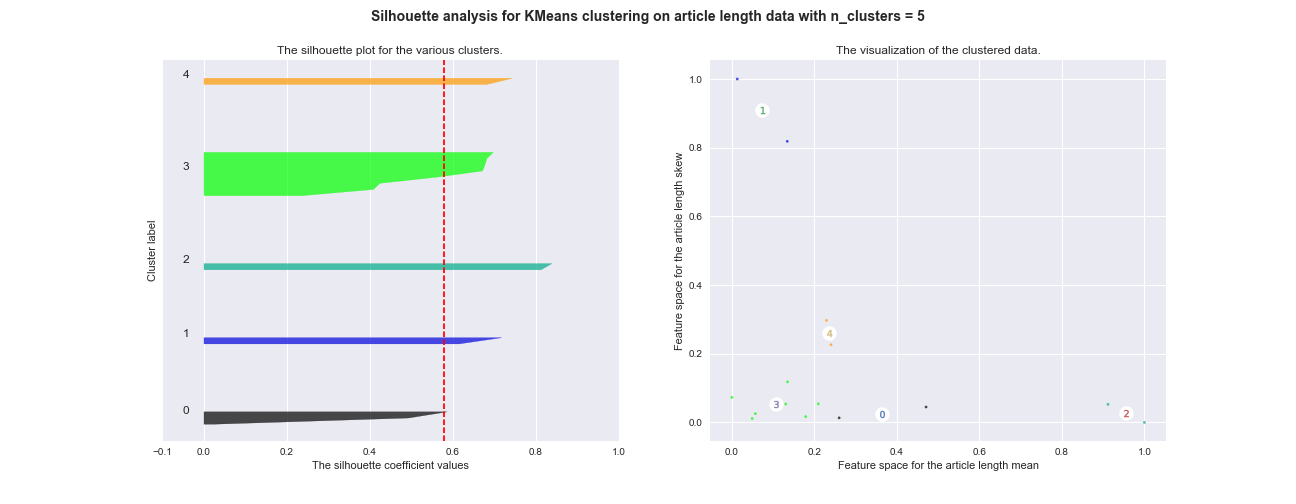 Silhouette analysis for KMeans clustering on article length data with n_clusters = 5
The silhouette plot for the various clusters.
Cluster label
4
3
2
1
0
−0.1 0.0 0.2 0.4 0.6 0.8 1.0
The silhouette coefficient values
The visualization of the clustered data.
Feature space for the article length skew
1.0
0.8
0.6
0.4
0.2
0.0
1
4
3
0
2
0.0 0.2 0.4 0.6 0.8 1.0
Feature space for the article length mean